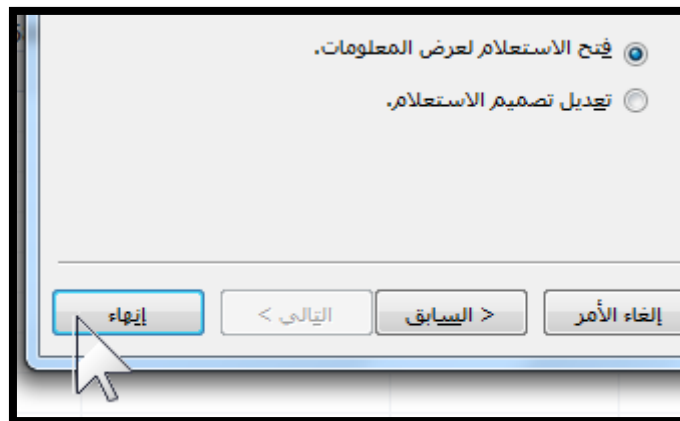 فتح الاستعلام لعرض المعلومات.
تعديل تصميم الاستعلام.
إلغاء الأمر
< السابق
التالي >
إنهاء